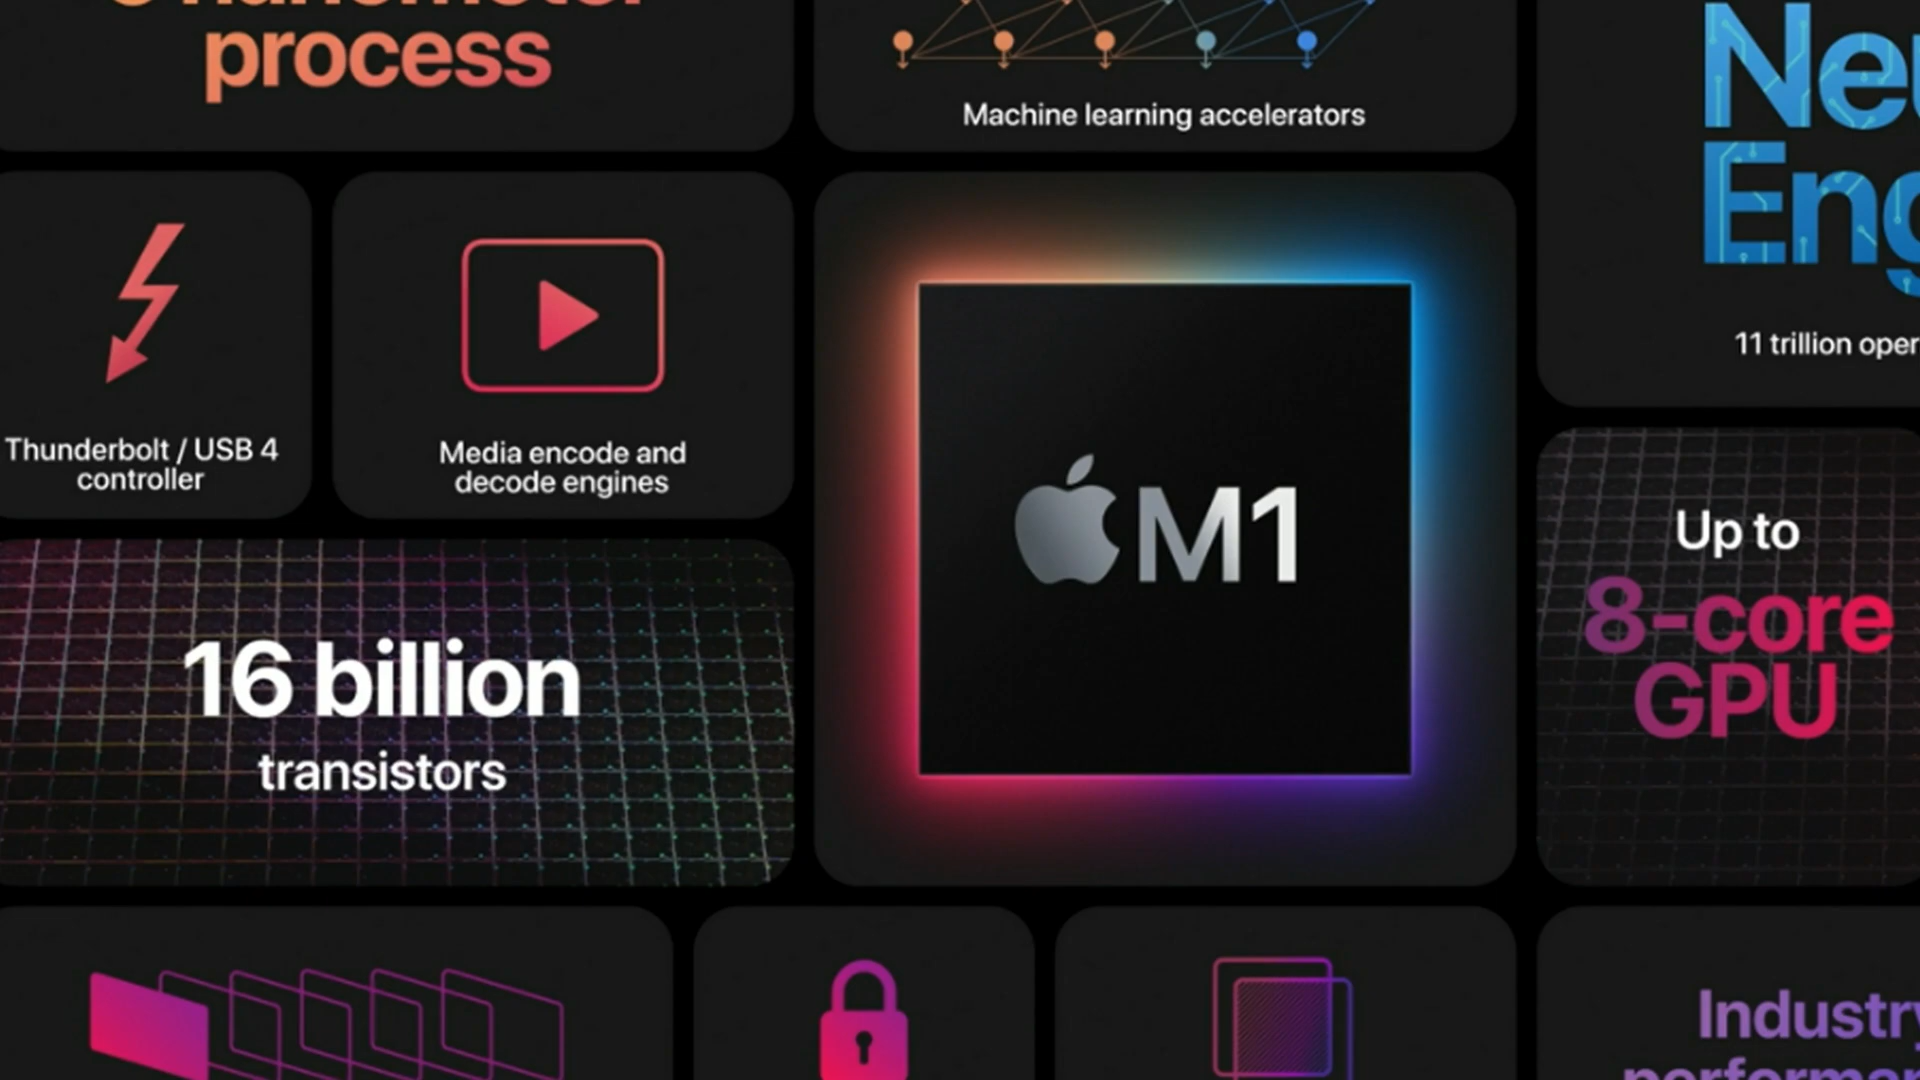 nanometer
process
Machine learning accelerators
Thunderbolt / USB 4
controller
Media encode and
decode engines
M1
11 trillion
Up to
8-core
GPU
16 billion
transistors
Industry